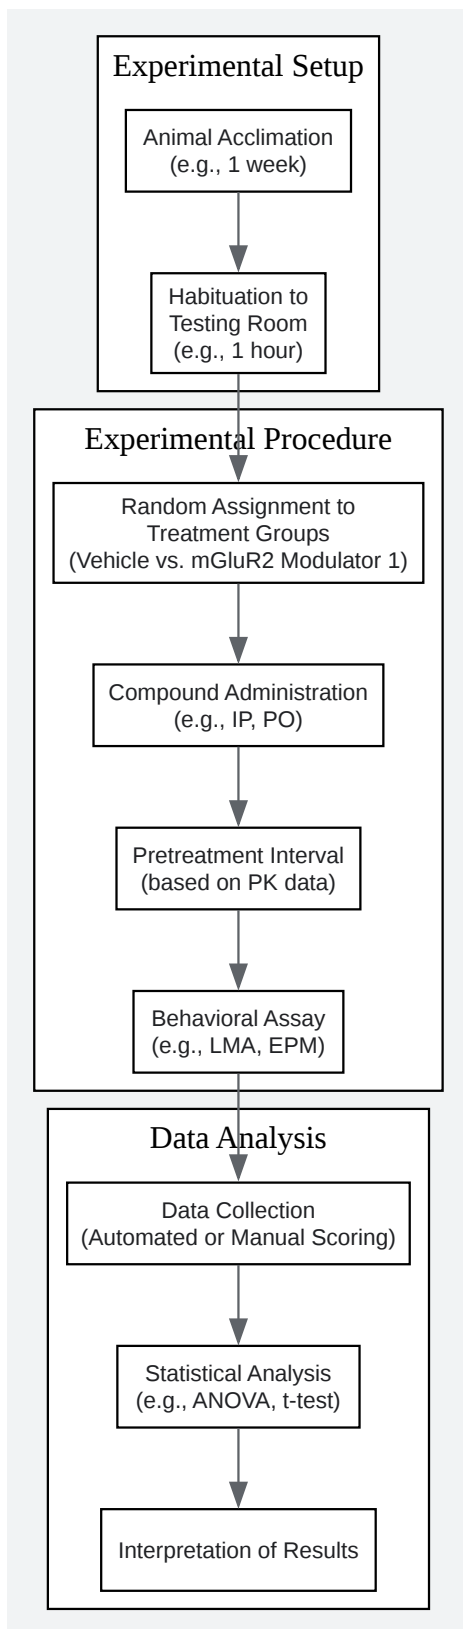 Experimental Setup
Animal Acclimation
(e.g., 1 week)
Habituation to
Testing Room
(e.g., 1 hour)
Experimental Procedure
Random Assignment to
Treatment Groups
(Vehicle vs. mGluR2 Modulator 1)
Compound Administration
(e.g., IP, PO)
Pretreatment Interval
(based on PK data)
Behavioral Assay
(e.g., LMA, EPM)
Data Analysis
Data Collection
(Automated or Manual Scoring)
Statistical Analysis
(e.g., ANOVA, t-test)
Interpretation of Results